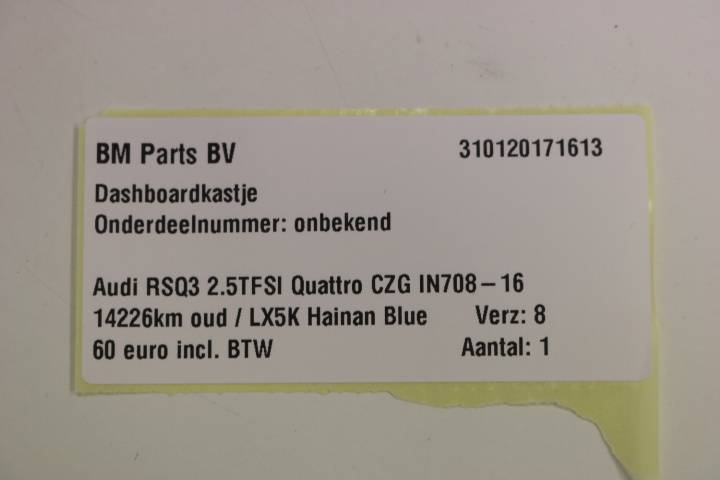 BM Parts BV 310120171613
Dashboardkastje
Onderdeelnummer: onbekend
Audi RSQ3 2.5TFSI Quattro CZG IN708-16
14226km oud / LX5K Hainan Blue Verz: 8
60 euro incl. BTW Aantal: 1